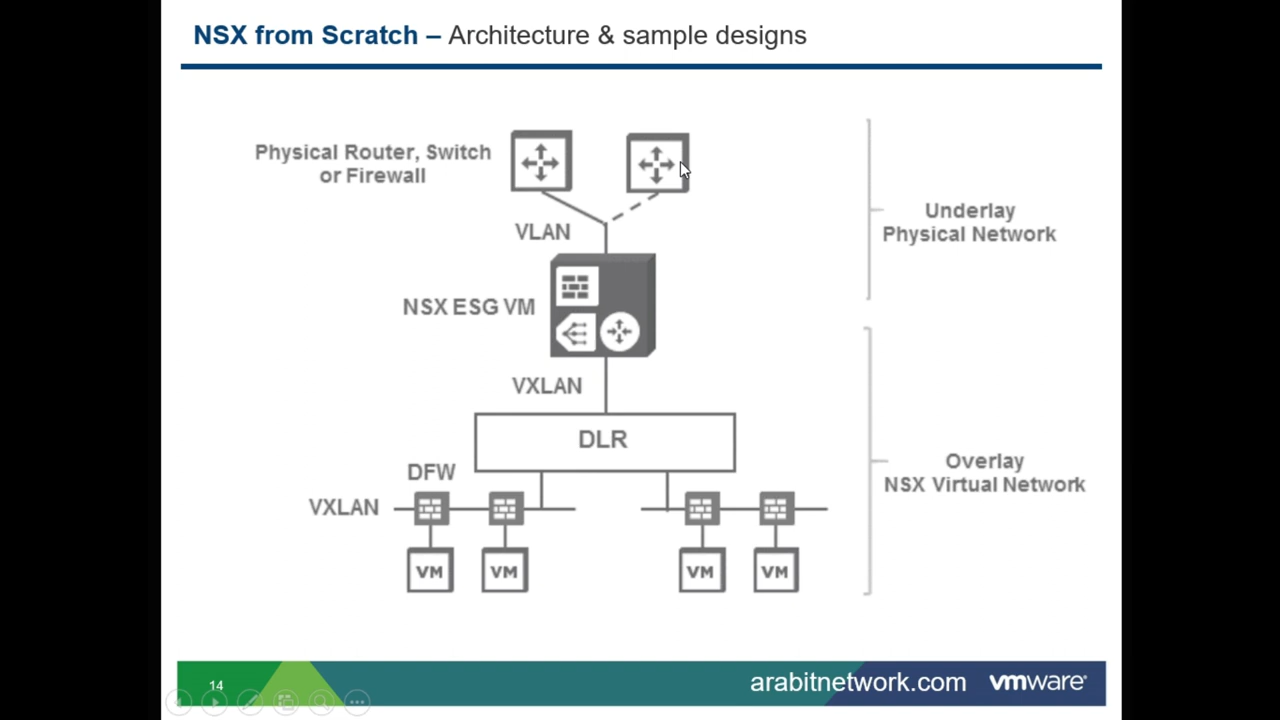 NSX from Scratch – Architecture & sample designs
Physical Router, Switch
or Firewall
Underlay
Physical Network
VLAN
NSX ESG VM
VXLAN
DLR
DFW
Overlay
NSX Virtual Network
VXLAN
VM
VM
VM
VM
14
arabitnetwork.com
vmware®